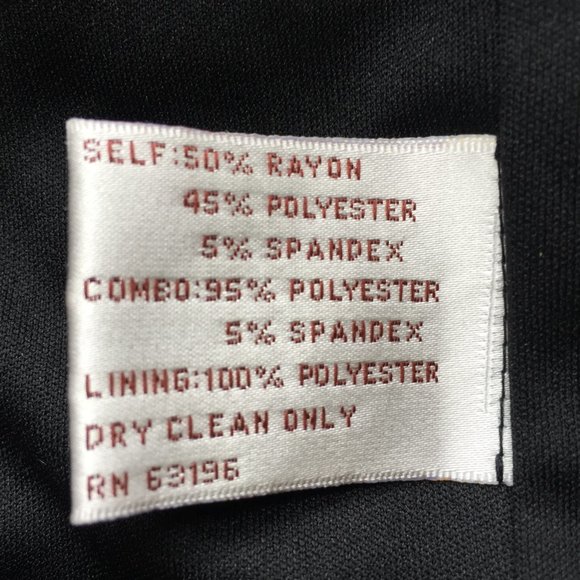 SELF:50% RAYON
45% POLYESTER
5% SPANDEX
COMBO:95% POLYESTER
5% SPANDEX
LINING:100% POLYESTER
DRY CLEAN ONLY
RN 63196